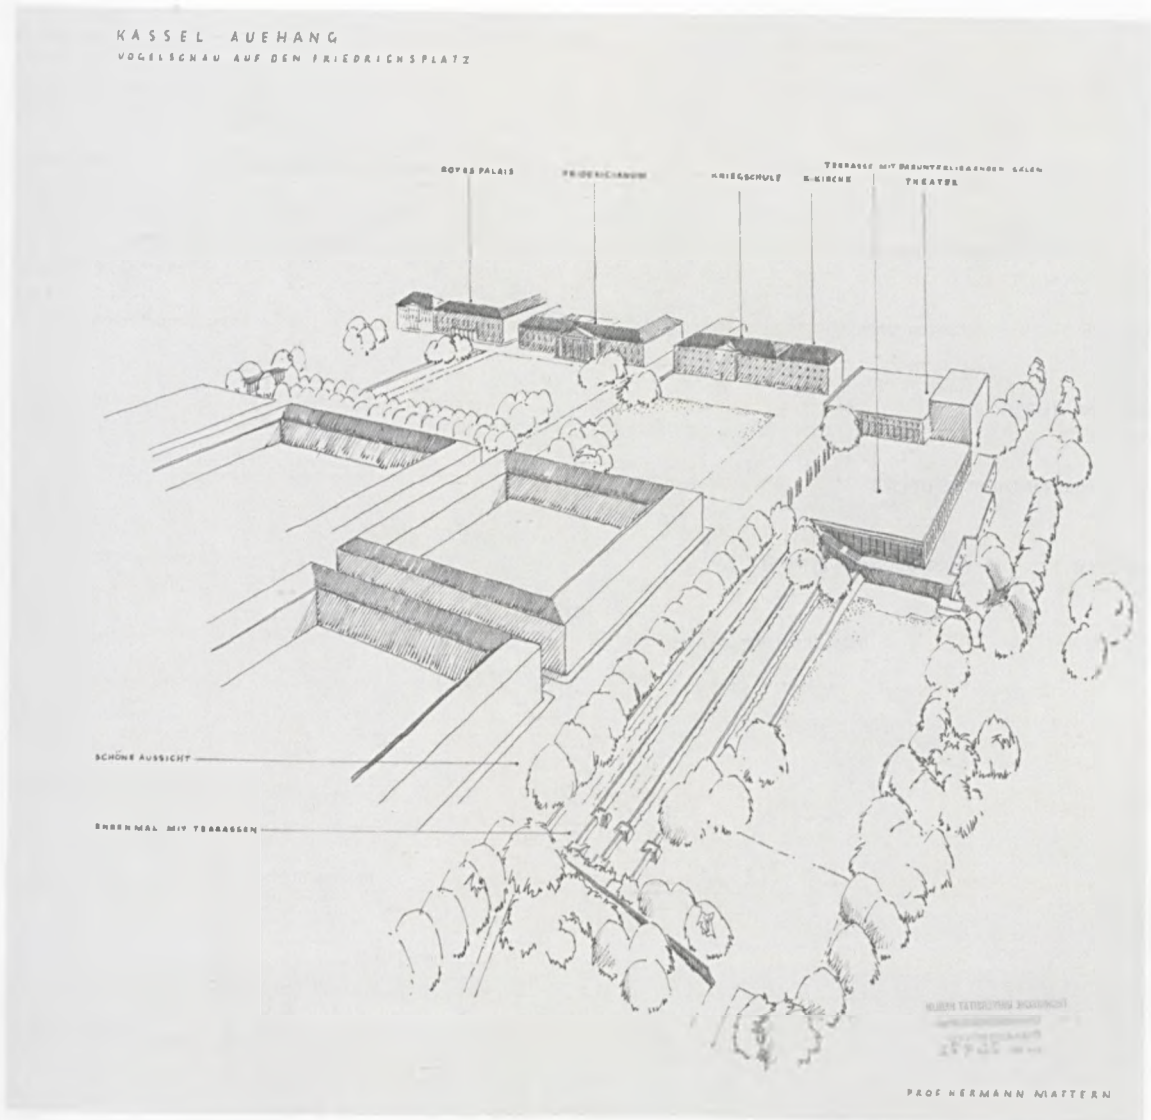 KASSEL AUEHANG
VOGELSCHAU AUF DEN FRIEDRICHSPLATZ
TERRASSE MIT DARUNTERLIEGENDEN SÄLEN
ROTES PALAIS
FRIDERICIANUM
KRIEGSCHULE
E. KIRCHE
THEATER
SCHÖNE AUSSICHT
EHRENMAL MIT TERRASSEN
PROF HERMANN MATTERN